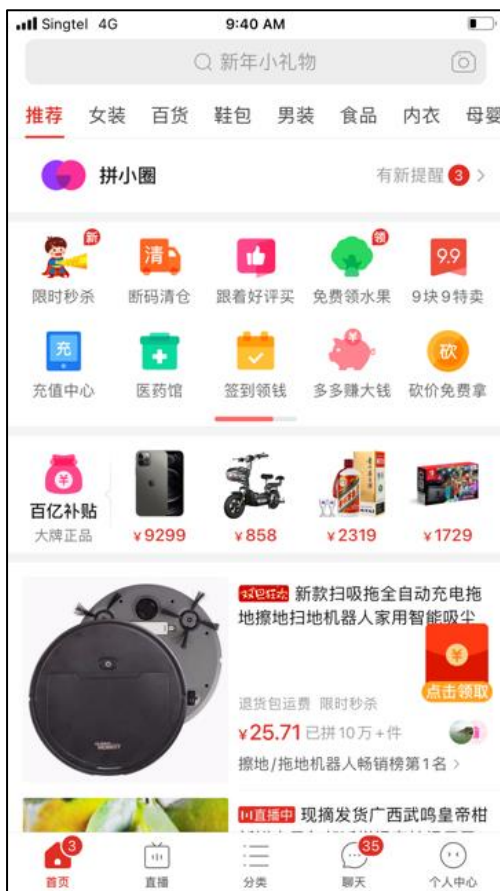 Singtel 4G 9:40 AM
新年小礼物
推荐 女装 百货 鞋包 男装 食品 内衣 母婴
拼小圈 有新提醒 3
新 清 领 9.9
限时秒杀 断码清仓 跟着好评买 免费领水果 9块9特卖
充 砍
充值中心 医药馆 签到领钱 多多赚大钱 砍价免费拿
百亿补贴
大牌正品 ¥9299 ¥858 ¥2319 ¥1729
双旦狂欢 新款扫吸拖全自动充电拖
地擦地扫地机器人家用智能吸尘
点击领取
退货包运费 限时秒杀
¥25.71 已拼10万+件
擦地/拖地机器人畅销榜第1名
直播中 现摘发货广西武鸣皇帝柑
3 35
首页 直播 分类 聊天 个人中心